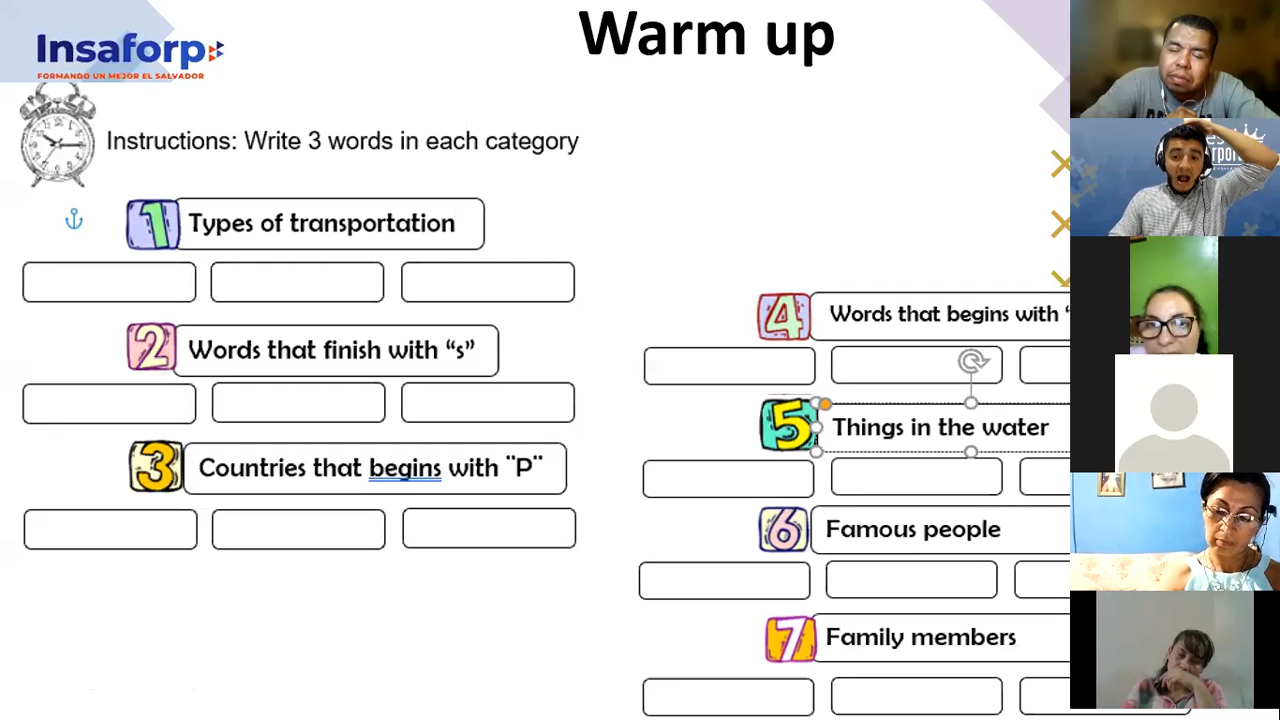 Warm up
Insaforp
FORMANDO UN MEJOR EL SALVADOR
Instructions: Write 3 words in each category
1 Types of transportation
2 Words that finish with “s”
3 Countries that begins with ¨P¨
4 Words that begins with “
5 Things in the water
6 Famous people
7 Family members